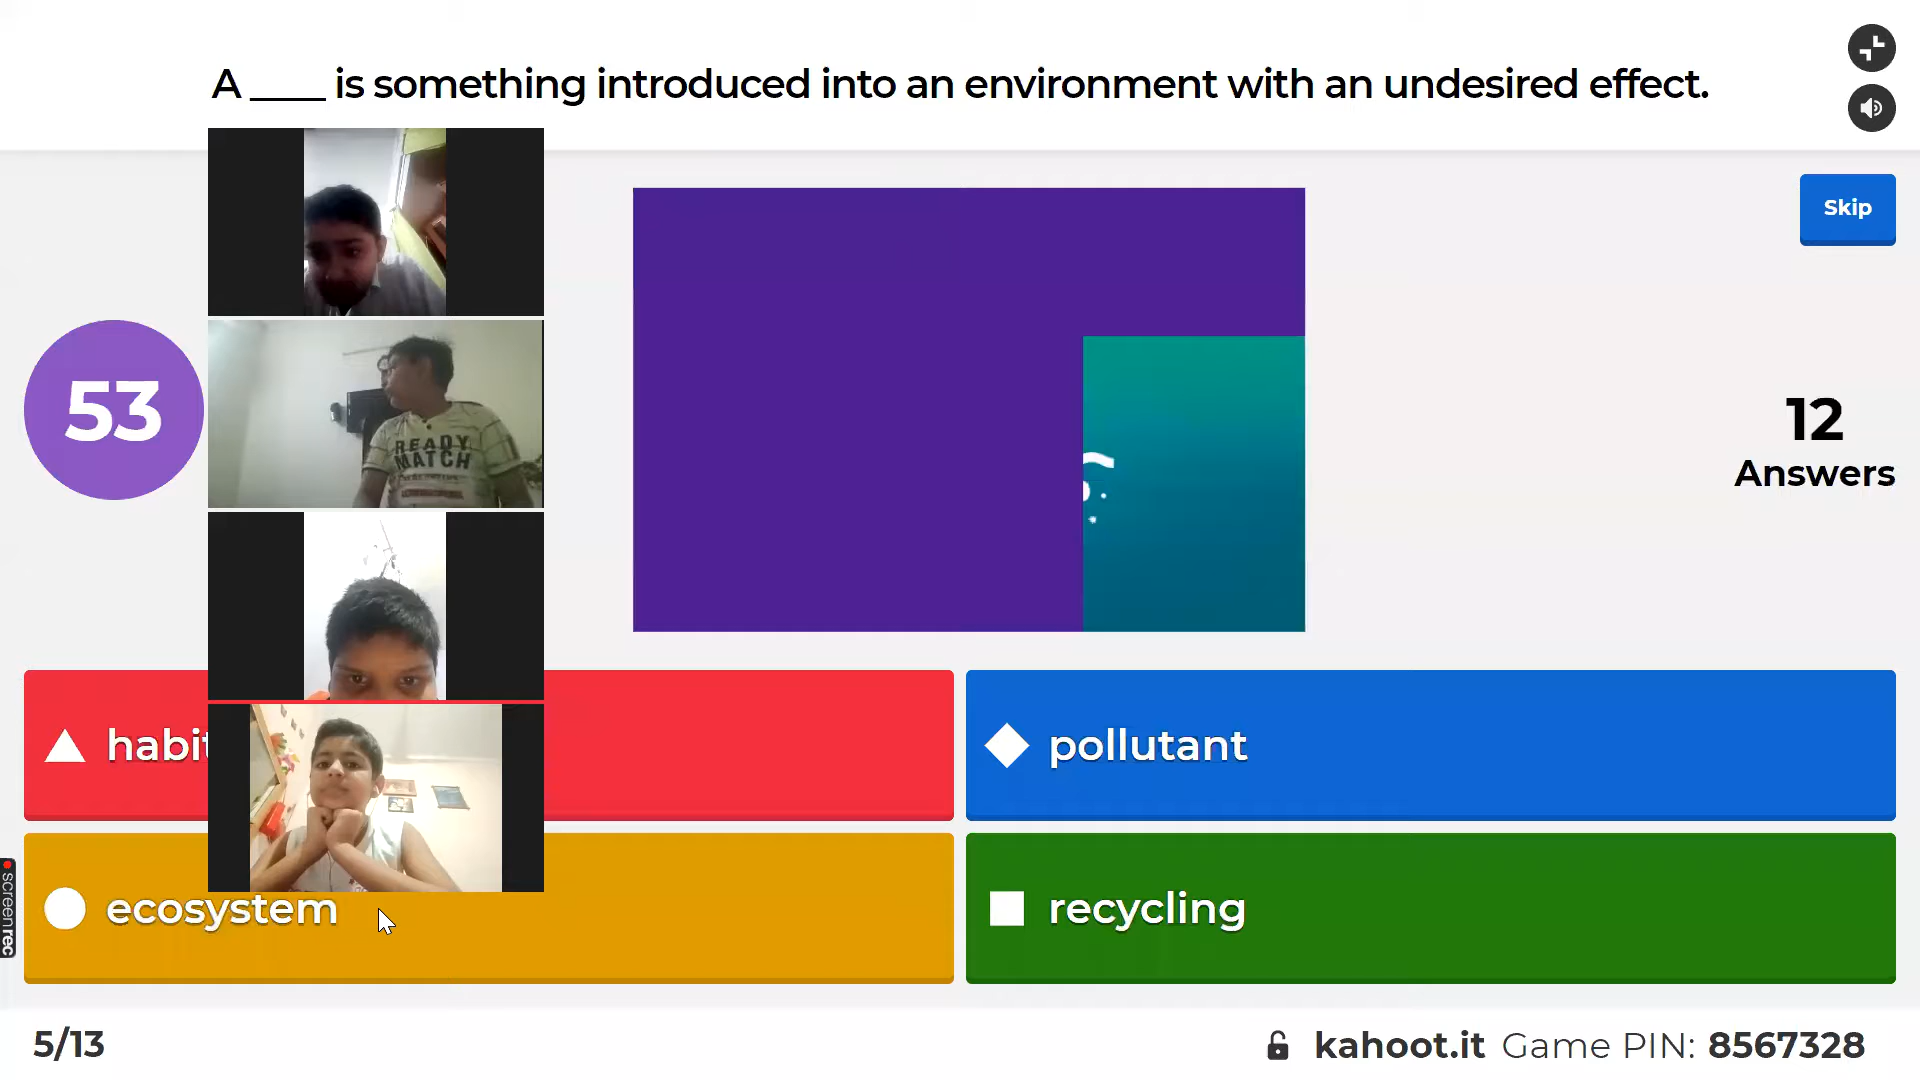 A ____ is something introduced into an environment with an undesired effect.
Skip
53
READY
MATCH
12
Answers
habit
pollutant
ecosystem
recycling
screenrec
5/13
kahoot.it Game PIN: 8567328